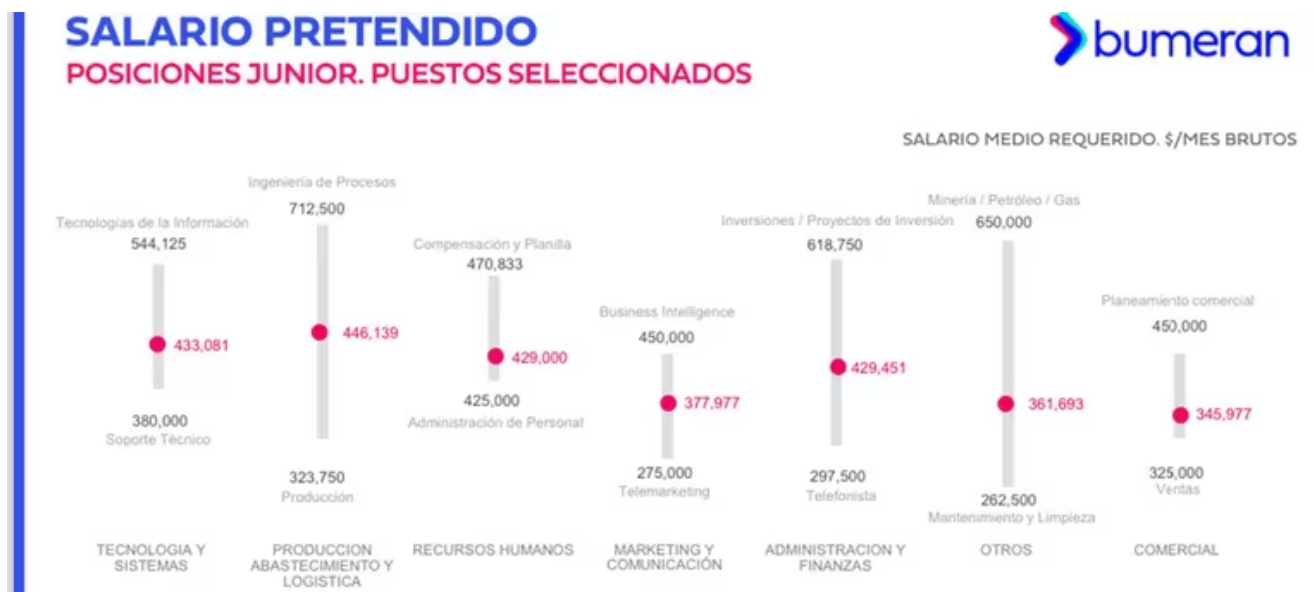 SALARIO PRETENDIDO
bumeran
POSICIONES JUNIOR. PUESTOS SELECCIONADOS
SALARIO MEDIO REQUERIDO. $/MES BRUTOS
Tecnologías de la Información
544,125
433,081
380,000
Soporte Técnico
TECNOLOGIA Y
SISTEMAS
Ingeniería de Procesos
712,500
446,139
323,750
Producción
PRODUCCION
ABASTECIMIENTO Y
LOGISTICA
Compensación y Planilla
470,833
429,000
425,000
Administración de Personal
RECURSOS HUMANOS
Business Intelligence
450,000
377,977
275,000
Telemarketing
MARKETING Y
COMUNICACIÓN
Inversiones / Proyectos de Inversión
618,750
429,451
297,500
Telefonista
ADMINISTRACION Y
FINANZAS
Minería / Petróleo / Gas
650,000
361,693
262,500
Mantenimiento y Limpieza
OTROS
Planeamiento comercial
450,000
345,977
325,000
Ventas
COMERCIAL